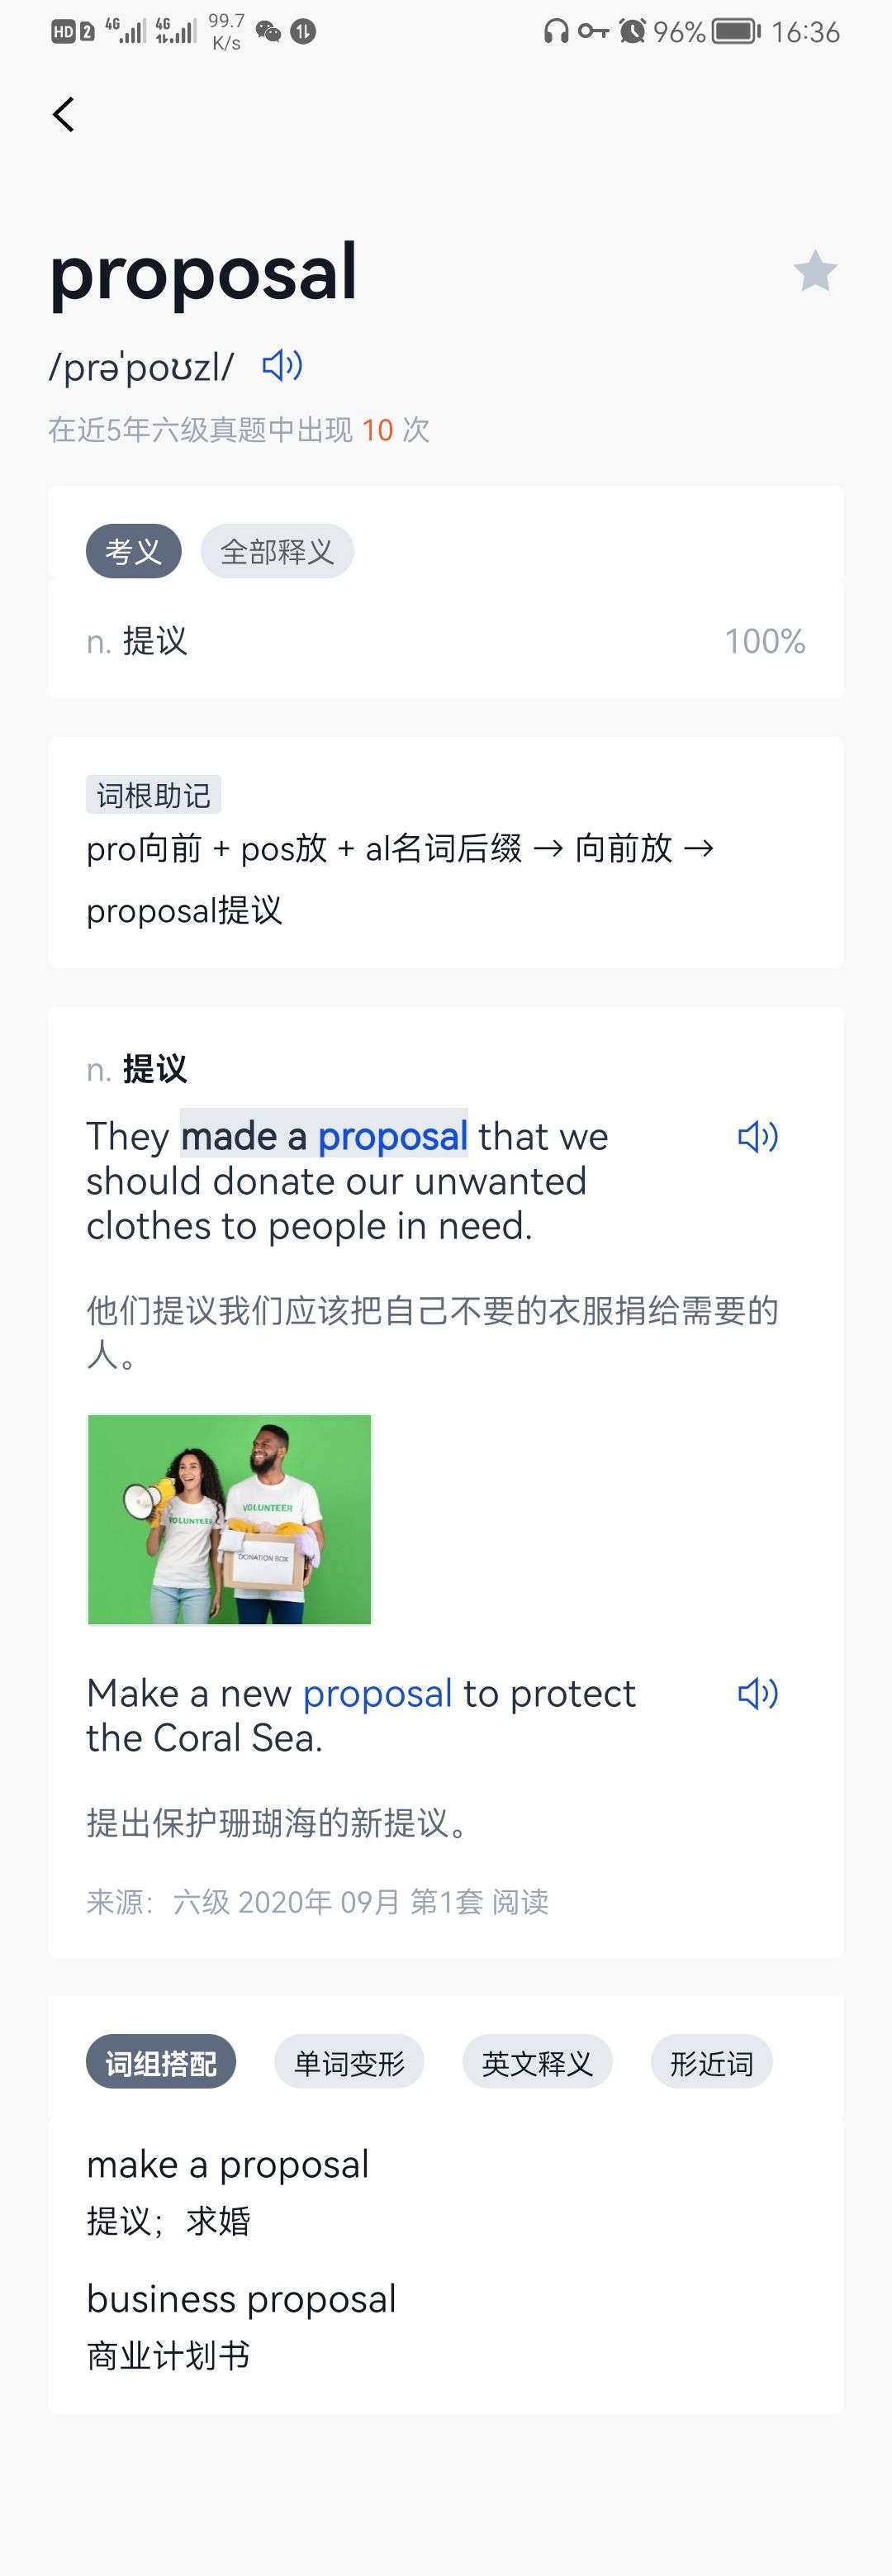 HD 2 4G 4G 99.7 K/s 96% 16:36
proposal
/prəˈpoʊzl/
在近5年六级真题中出现 10 次
考义 全部释义
n. 提议 100%
词根助记
pro向前 + pos放 + al名词后缀 → 向前放 →
proposal提议
n. 提议
They made a proposal that we
should donate our unwanted
clothes to people in need.
他们提议我们应该把自己不要的衣服捐给需要的
人。
VOLUNTEER
VOLUNTEER
DONATION BOX
Make a new proposal to protect
the Coral Sea.
提出保护珊瑚海的新提议。
来源：六级 2020年 09月 第1套 阅读
词组搭配 单词变形 英文释义 形近词
make a proposal
提议；求婚
business proposal
商业计划书